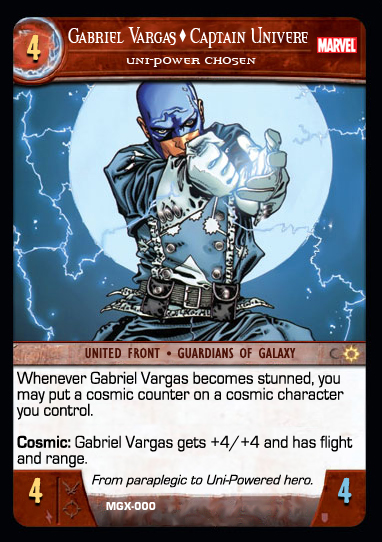 4
GABRIEL VARGAS♦CAPTAIN UNIVERE
UNI-POWER CHOSEN
MARVEL
UNITED FRONT • GUARDIANS OF GALAXY
C
Whenever Gabriel Vargas becomes stunned, you
may put a cosmic counter on a cosmic character
you control.
Cosmic: Gabriel Vargas gets +4/+4 and has flight
and range.
From paraplegic to Uni-Powered hero.
4
MGX-000
4